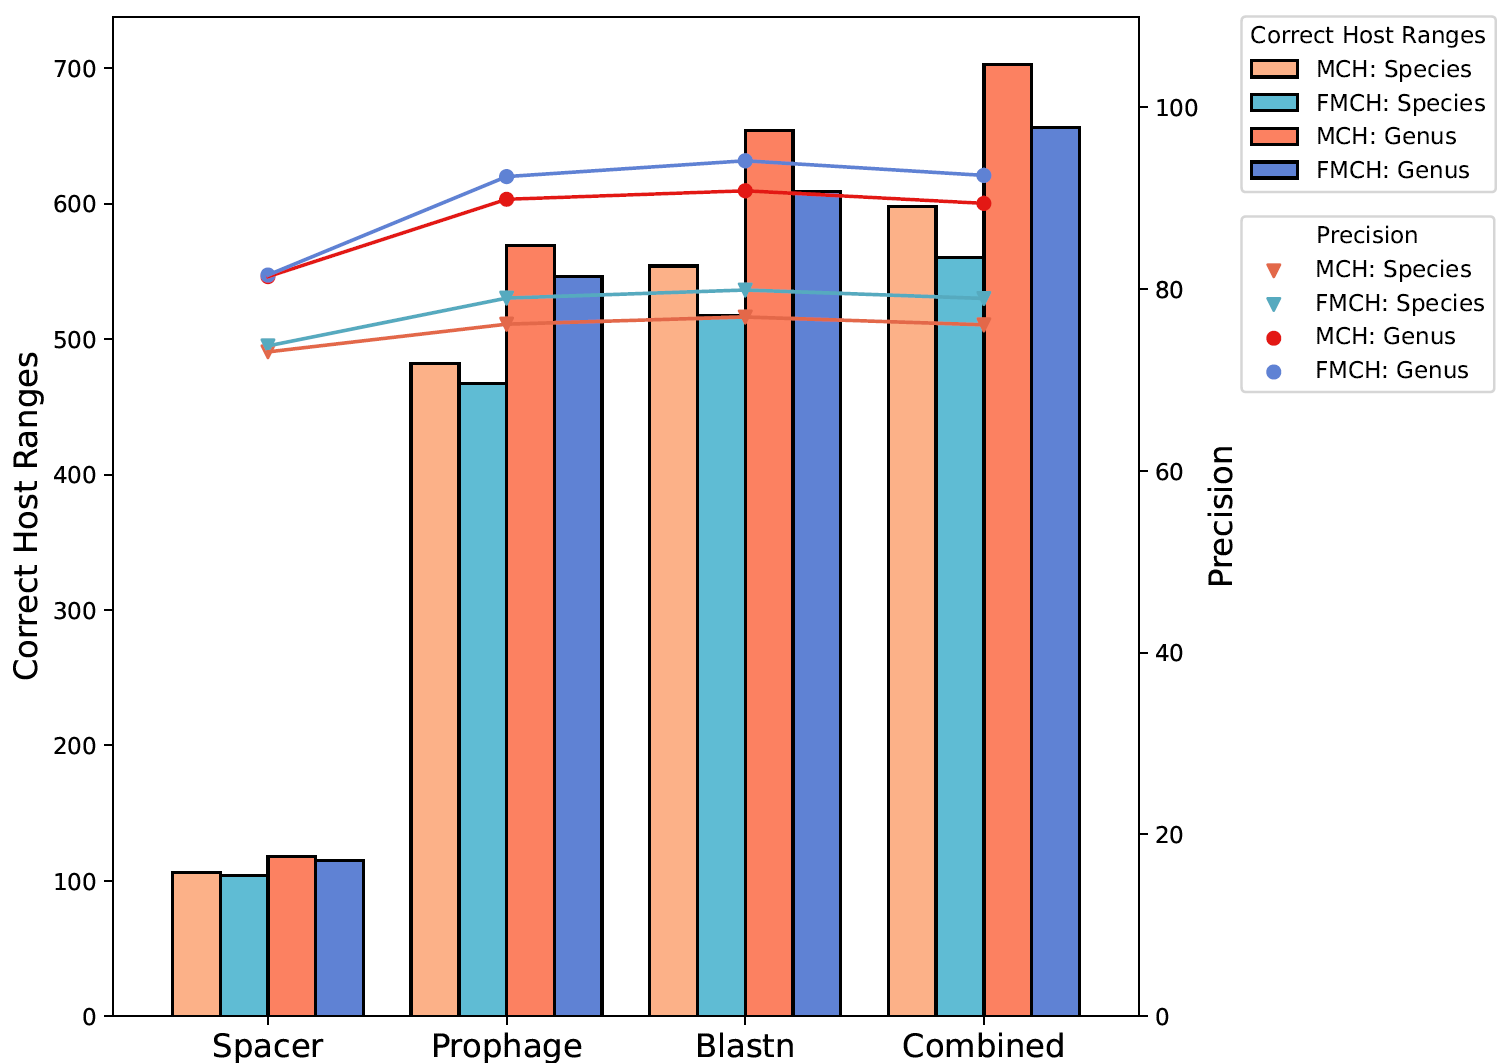 Correct Host Ranges
700
600
500
400
300
200
100
0
Spacer
Prophage
Blastn
Combined
100
80
60
40
20
0
Precision
Correct Host Ranges
MCH: Species
FMCH: Species
MCH: Genus
FMCH: Genus
Precision
MCH: Species
FMCH: Species
MCH: Genus
FMCH: Genus